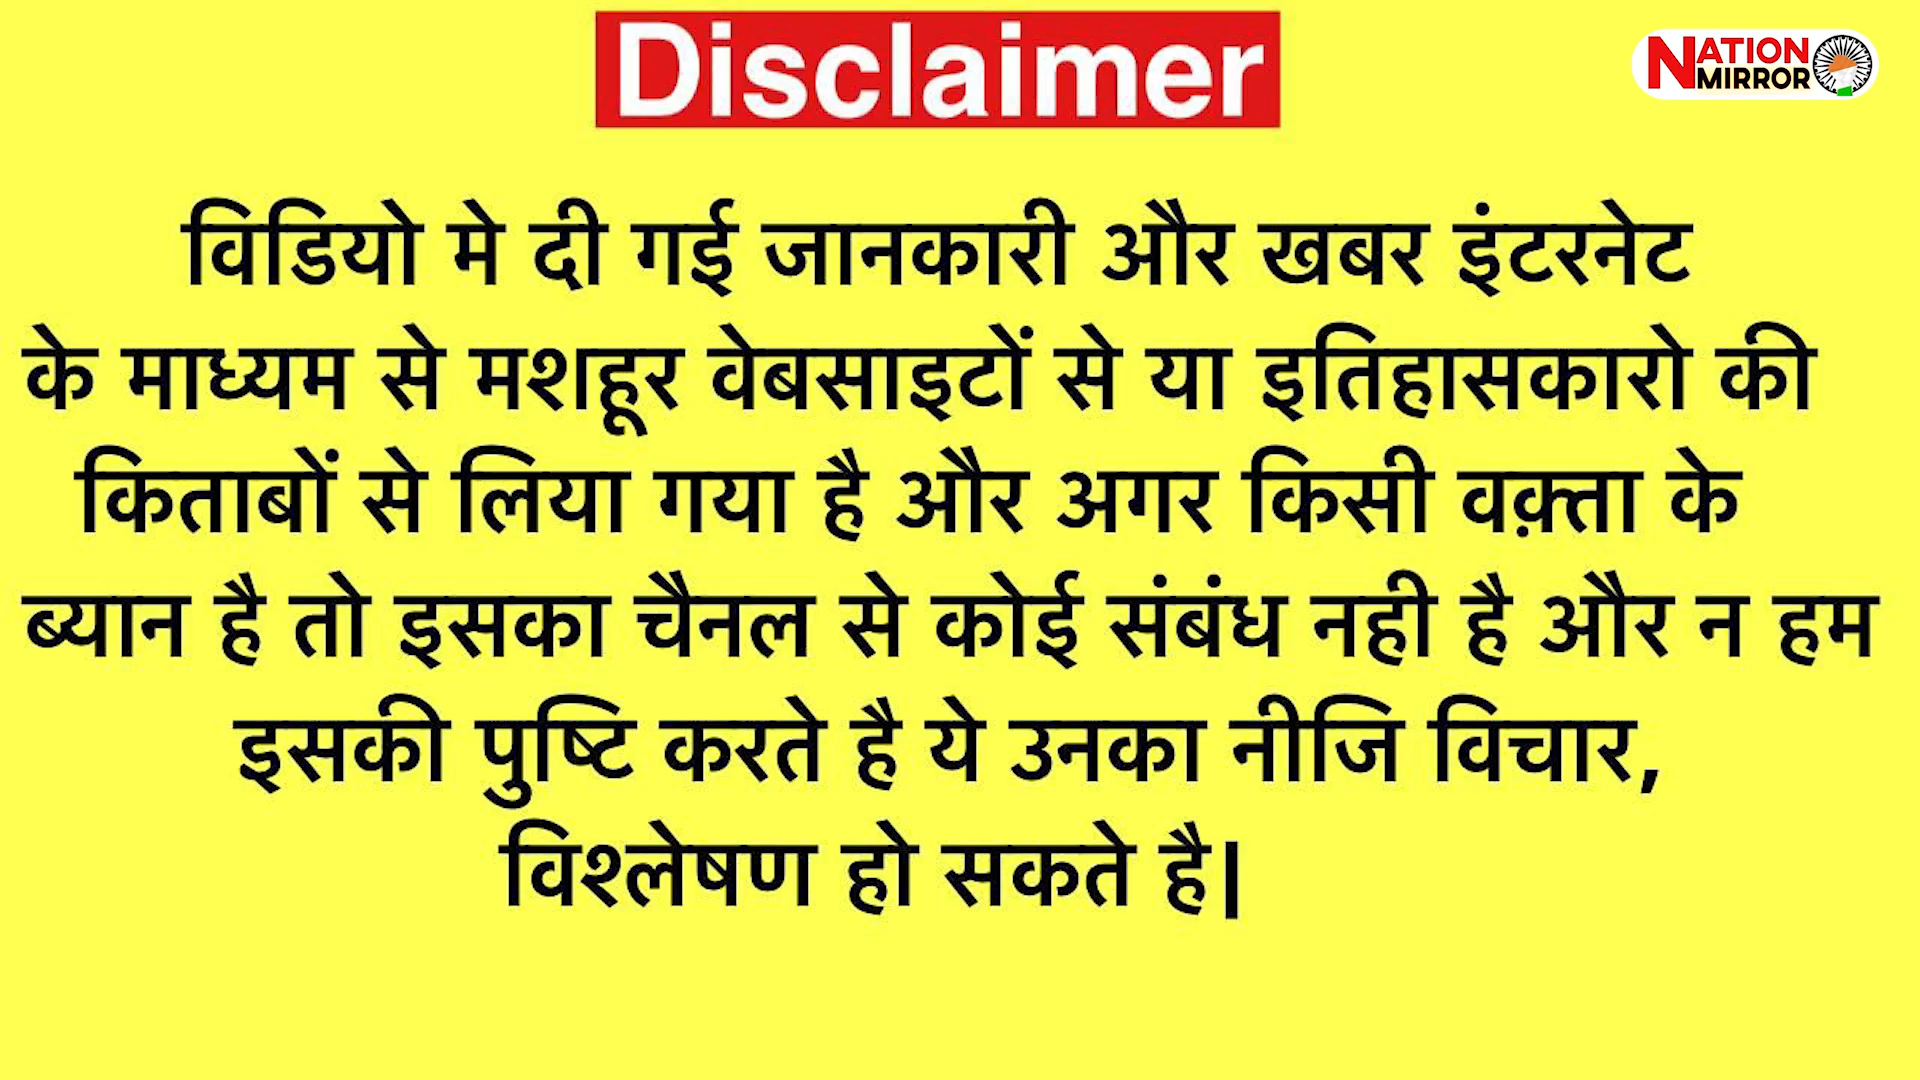 Disclaimer
NATION
MIRROR
विडियो मे दी गई जानकारी और खबर इंटरनेट
के माध्यम से मशहूर वेबसाइटों से या इतिहासकारो की
किताबों से लिया गया है और अगर किसी वक़्ता के
ब्यान है तो इसका चैनल से कोई संबंध नही है और न हम
इसकी पुष्टि करते है ये उनका नीजि विचार,
विश्लेषण हो सकते है|